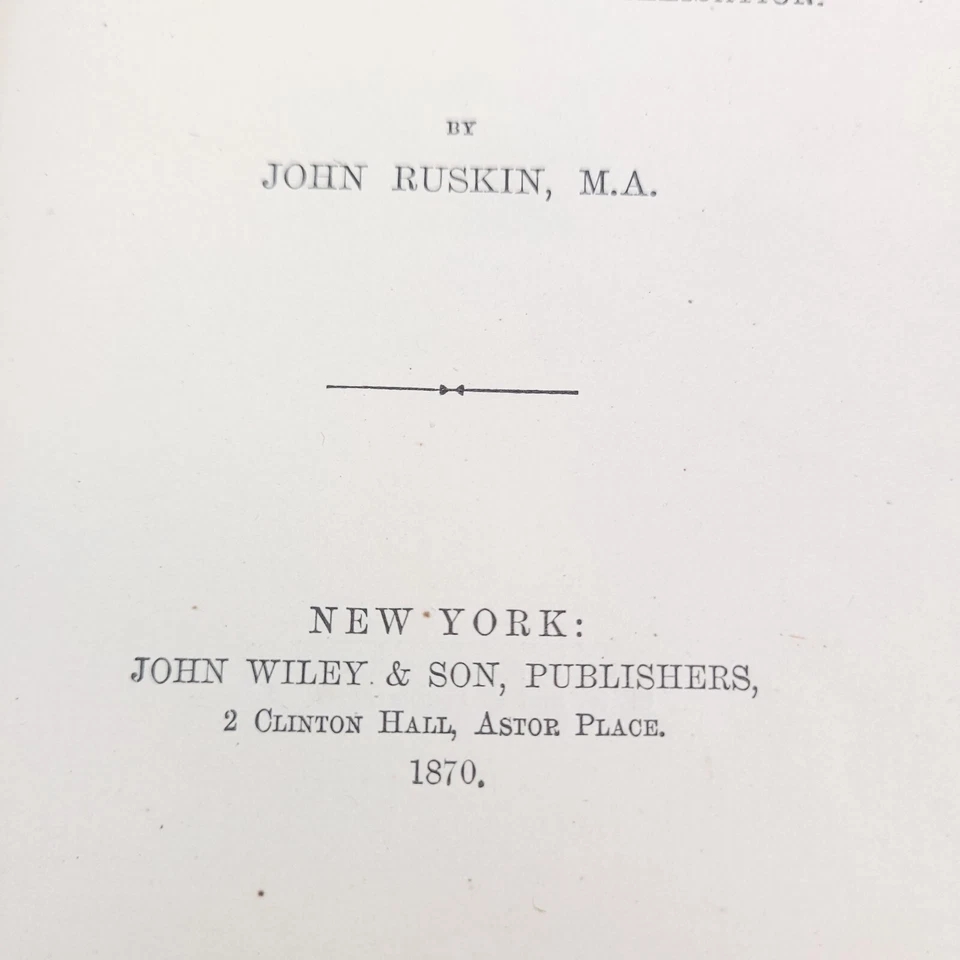 BY
JOHN RUSKIN, M.A.
NEW YORK:
JOHN WILEY & SON, PUBLISHERS,
2 CLINTON HALL, ASTOR PLACE.
1870.